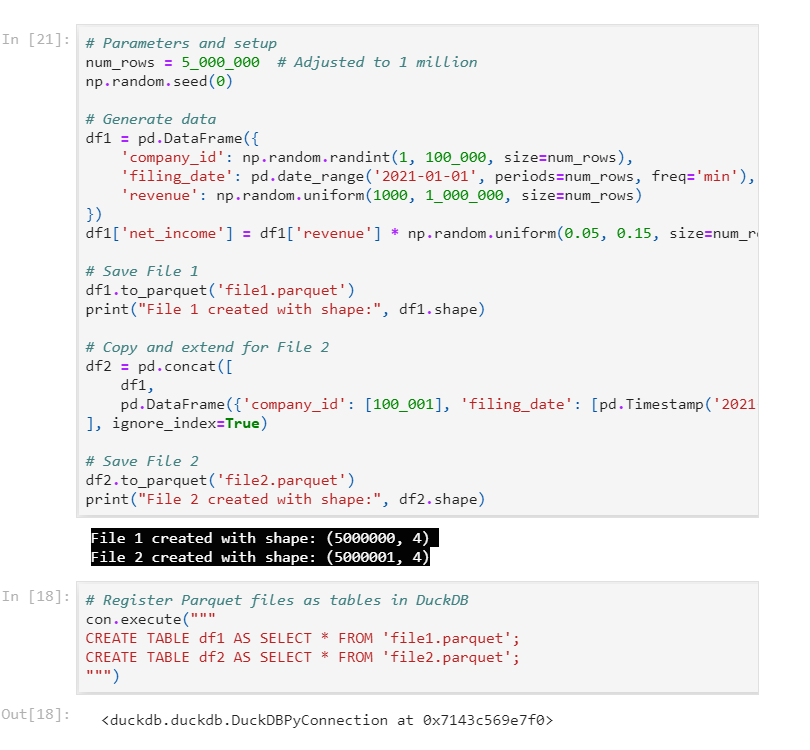 In [21]:
# Parameters and setup
num_rows = 5_000_000  # Adjusted to 1 million
np.random.seed(0)
# Generate data
df1 = pd.DataFrame({
    'company_id': np.random.randint(1, 100_000, size=num_rows),
    'filing_date': pd.date_range('2021-01-01', periods=num_rows, freq='min'),
    'revenue': np.random.uniform(1000, 1_000_000, size=num_rows)
})
df1['net_income'] = df1['revenue'] * np.random.uniform(0.05, 0.15, size=num_r
# Save File 1
df1.to_parquet('file1.parquet')
print("File 1 created with shape:", df1.shape)
# Copy and extend for File 2
df2 = pd.concat([
    df1,
    pd.DataFrame({'company_id': [100_001], 'filing_date': [pd.Timestamp('2021
], ignore_index=True)
# Save File 2
df2.to_parquet('file2.parquet')
print("File 2 created with shape:", df2.shape)
File 1 created with shape: (5000000, 4)
File 2 created with shape: (5000001, 4)
In [18]:
# Register Parquet files as tables in DuckDB
con.execute("""
CREATE TABLE df1 AS SELECT * FROM 'file1.parquet';
CREATE TABLE df2 AS SELECT * FROM 'file2.parquet';
""")
Out[18]:
<duckdb.duckdb.DuckDBPyConnection at 0x7143c569e7f0>